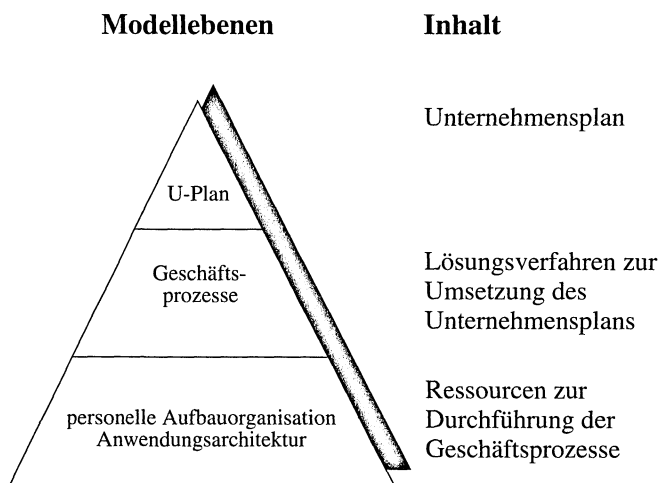 Modellebenen
Inhalt
Unternehmensplan
U-Plan
Geschäfts-
prozesse
Lösungsverfahren zur
Umsetzung des
Unternehmensplans
personelle Aufbauorganisation
Anwendungsarchitektur
Ressourcen zur
Durchführung der
Geschäftsprozesse